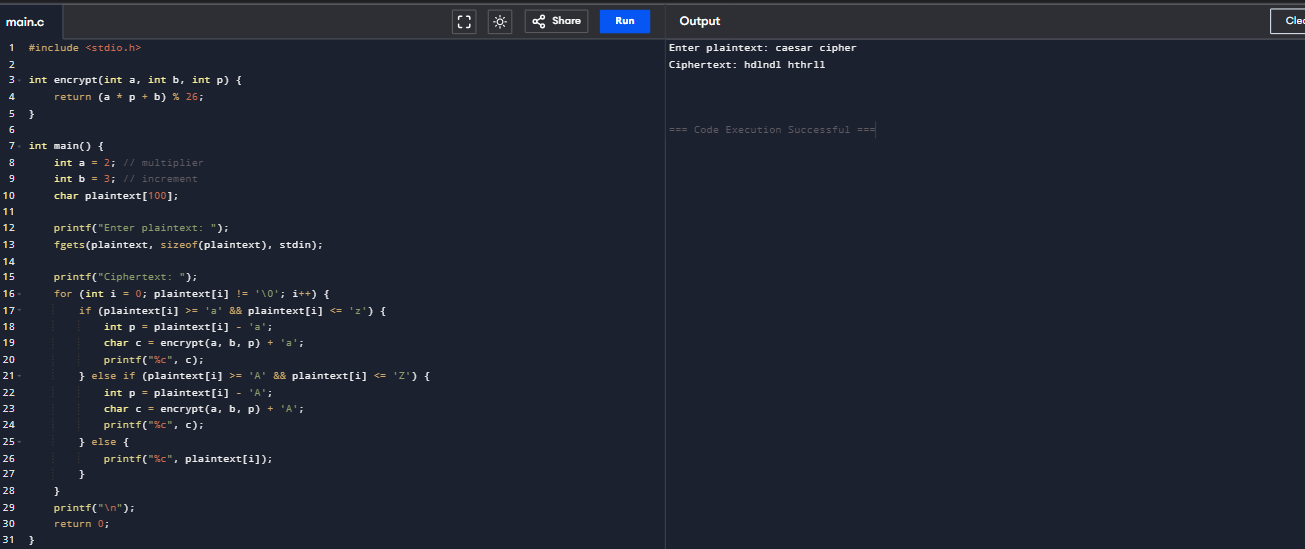 main.c
Share
Run
Output
Clea
1 #include <stdio.h>
2
3 int encrypt(int a, int b, int p) {
4     return (a * p + b) % 26;
5 }
6
7 int main() {
8     int a = 2; // multiplier
9     int b = 3; // increment
10     char plaintext[100];
11
12     printf("Enter plaintext: ");
13     fgets(plaintext, sizeof(plaintext), stdin);
14
15     printf("Ciphertext: ");
16     for (int i = 0; plaintext[i] != '\0'; i++) {
17         if (plaintext[i] >= 'a' && plaintext[i] <= 'z') {
18             int p = plaintext[i] - 'a';
19             char c = encrypt(a, b, p) + 'a';
20             printf("%c", c);
21         } else if (plaintext[i] >= 'A' && plaintext[i] <= 'Z') {
22             int p = plaintext[i] - 'A';
23             char c = encrypt(a, b, p) + 'A';
24             printf("%c", c);
25         } else {
26             printf("%c", plaintext[i]);
27         }
28     }
29     printf("\n");
30     return 0;
31 }
Enter plaintext: caesar cipher
Ciphertext: hdlndl hthrll
=== Code Execution Successful ===